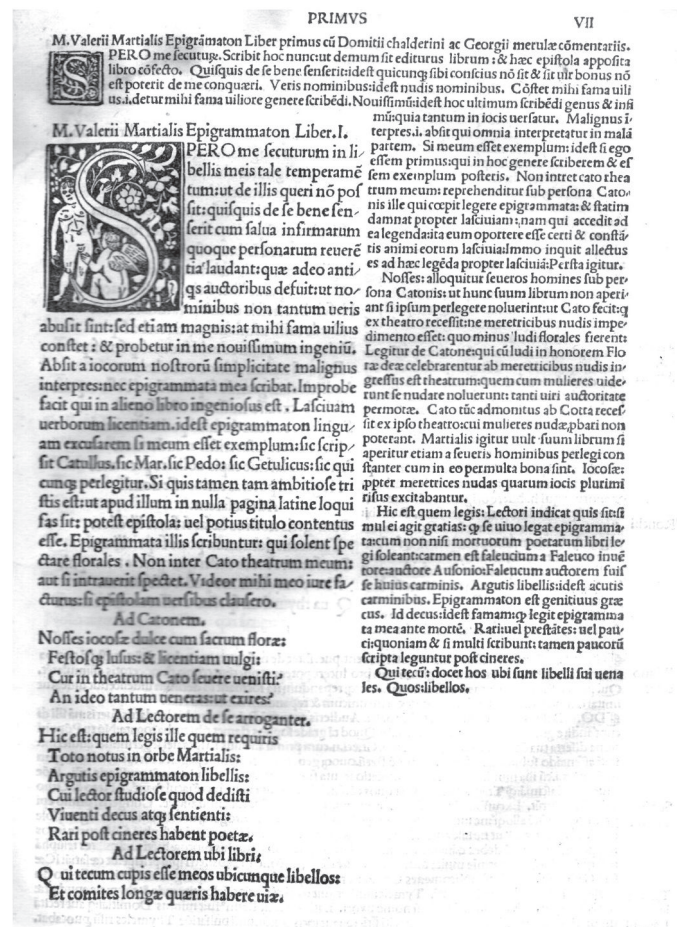 PRIMVS
VII
M. Valerii Martialis Epigrāmaton Liber primus cū Domitii chalderini ac Georgii merulæ cōmentariis.
SPERO me secuturū. Scribit hoc nunc: ut demum sit editurus librum: & hæc epistola apposita
libro cōfecto. Quisquis de se bene senserit: idest quicunq; sibi conscius nō sit & sit uir bonus nō
est poterit de me conquæri. Veris nominibus: idest nudis nominibus. Cōstet mihi fama uili
us .i. detur mihi fama uiliore genere scribēdi. Nouissimū: idest hoc ultimum scribēdi genus & infi
M. Valerii Martialis Epigrammaton Liber .I.
SPERO me secuturum in li/
bellis meis tale temperamē
tum: ut de illis queri nō pos
sit: quisquis de se bene sen/
serit cum salua infirmarum
quoque personarum reuerē
tia laudant: quæ adeo anti/
qs auctoribus defuit: ut no/
minibus non tantum ueris
abusi sint: sed etiam magnis: at mihi fama uilius
constet: & probetur in me nouissimum ingeniū.
Absit a iocorum nostrorū simplicitate malignus
interpres: nec epigrammata mea scribat. Improbe
facit qui in alieno libro ingeniosus est. Lasciuam
uerborum licentiam. idest epigrammaton lingu/
am excusarem si meum esset exemplum: sic scrip/
sit Catullus. sic Mar. sic Pedo: sic Getulicus: sic qui
cunq; perlegitur. Si quis tamen tam ambitiose tri
stis est: ut apud illum in nulla pagina latine loqui
fas sit: potest epistola: uel potius titulo contentus
esse. Epigrammata illis scribuntur: qui solent spe
ctare florales. Non inter Cato theatrum meum:
aut si intrauerit spectet. Videor mihi meo iure fa/
cturus: si epistolam uersibus clausero.
Ad Catonem.
Nosses iocosæ dulce cum sacrum floræ:
Festosq; lusus: & licentiam uulgi:
Cur in theatrum Cato seuere uenisti?
An ideo tantum ueneras: ut exires?
Ad Lectorem de se arroganter.
Hic est: quem legis ille quem requiris
Toto notus in orbe Martialis:
Argutis epigrammaton libellis:
Cui lector studiose quod dedisti
Viuenti decus atq; sentienti:
Rari post cineres habent poetæ.
Ad Lectorem ubi libri;
Qui tecum cupis esse meos ubicunque libellos:
Et comites longæ quæris habere uiæ.
mū: quia tantum in iocis uersatur. Malignus ī/
terpres .i. absit qui omnia interpretatur in malā
partem. Si meum esset exemplum: idest si ego
essem primus: qui in hoc genere scriberem & es
sem exemplum posteris. Non intret cato thea
trum meum: reprehenditur sub persona Cato/
nis ille qui cœpit legere epigrammata: & statim
damnat propter lasciuiam: nam qui accedit ad
ea legenda: ita eum oportere esse certi & constā/
tis animi eorum lasciuia: Immo inquit allectus
es ad hæc legēda propter lasciuiā: Persta igitur.
Nosses: alloquitur seueros homines sub per/
sona Catonis: ut hunc suum librum non aperi/
ant si ipsum perlegere noluerint: ut Cato fecit: q
ex theatro recessit: ne meretricibus nudis impe/
dimento esset: quo minus ludi florales fierent:
Legitur de Catone: qui cū ludi in honorem Flo
ræ deæ celebrarentur ab meretricibus nudis in/
gressus est theatrum: quem cum mulieres uide/
runt se nudare noluerunt: tanti uiri auctoritate
permotæ. Cato tūc admonitus ab Cotta reces/
sit ex ipso theatro: cui mulieres nudæ, pbari non
poterant. Martialis igitur uult suum librum si
aperitur etiam a seueris hominibus perlegi con
stanter cum in eo permulta bona sint. Iocosæ:
ppter meretrices nudas quarum iocis plurimi
risus excitabantur.
Hic est quem legis: Lectori indicat quis sit: si
mul ei agit gratias: q se uiuo legat epigramma/
ta: cum non nisi mortuorum poetarum libri le/
gi soleant: carmen est faleucium a Faleuco inuē
tore: auctore Ausonio: Faleucum auctorem fuis
se huius carminis. Argutis libellis: idest acutis
carminibus. Epigrammaton est genitiuus græ
cus. Id decus: idest famam: q legit epigramma
ta mea ante mortē. Rari: uel prestātes: uel pau/
ci: quoniam & si multi scribunt: tamen paucorū
scripta leguntur post cineres.
Qui tecū: docet hos ubi sunt libelli sui uena
les. Quos: libellos.